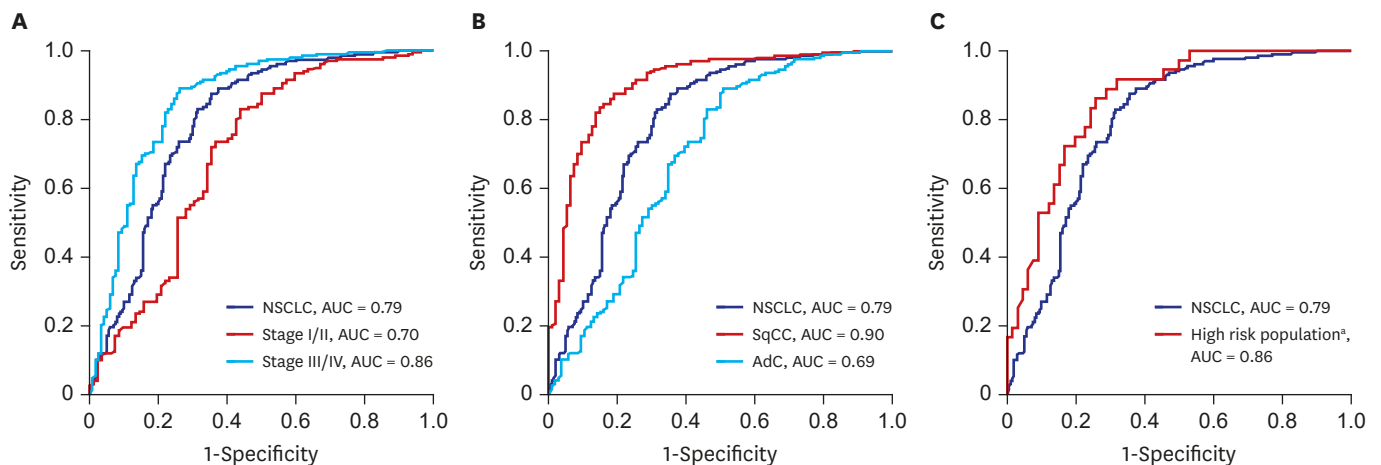 A
1.0
0.8
0.6
0.4
0.2
0
Sensitivity
NSCLC, AUC = 0.79
Stage I/II, AUC = 0.70
Stage III/IV, AUC = 0.86
0 0.2 0.4 0.6 0.8 1.0
1-Specificity
B
1.0
0.8
0.6
0.4
0.2
0
Sensitivity
NSCLC, AUC = 0.79
SqCC, AUC = 0.90
AdC, AUC = 0.69
0 0.2 0.4 0.6 0.8 1.0
1-Specificity
C
1.0
0.8
0.6
0.4
0.2
0
Sensitivity
NSCLC, AUC = 0.79
High risk populationᵃ,
AUC = 0.86
0 0.2 0.4 0.6 0.8 1.0
1-Specificity